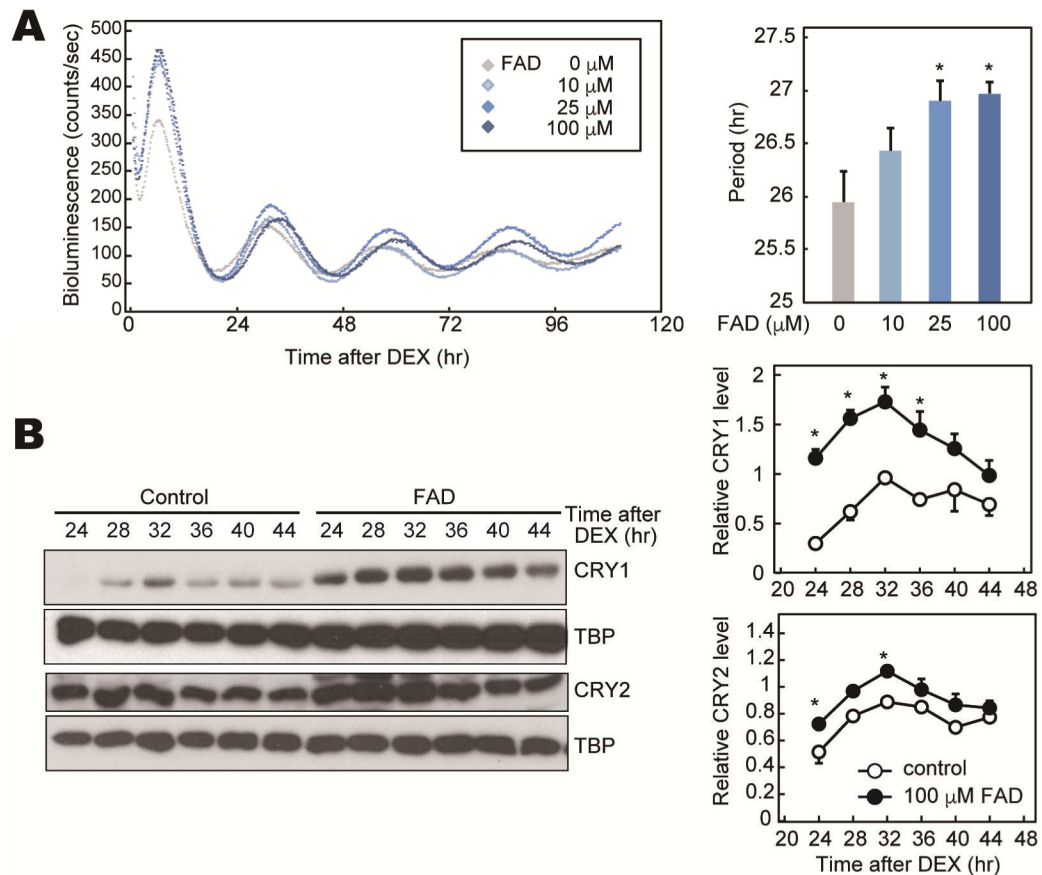 A
500
450
400
350
300
250
200
150
100
50
0
Bioluminescence (counts/sec)
0 24 48 72 96 120
Time after DEX (hr)
FAD 0 μM
10 μM
25 μM
100 μM
27.5
27
26.5
26
25.5
25
Period (hr)
* *
FAD (μM) 0 10 25 100
B
Control FAD
24 28 32 36 40 44 24 28 32 36 40 44
Time after
DEX (hr)
CRY1
TBP
CRY2
TBP
2
1.5
1
0.5
0
Relative CRY1 level
* * * *
20 24 28 32 36 40 44 48
1.4
1.2
1
0.8
0.6
0.4
0.2
0
Relative CRY2 level
* *
control
100 μM FAD
20 24 28 32 36 40 44 48
Time after DEX (hr)